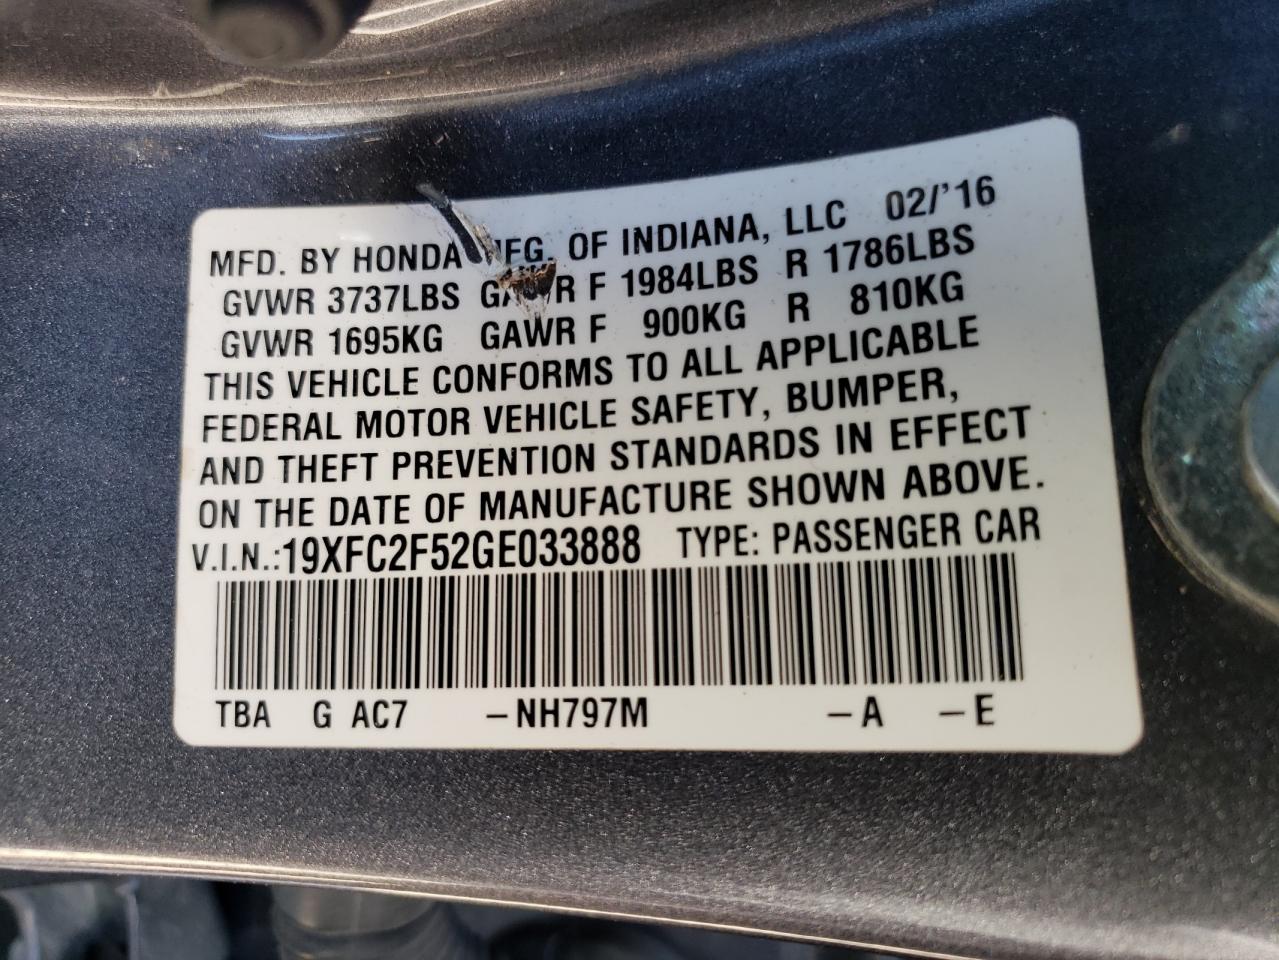 MFD. BY HONDA MFG. OF INDIANA, LLC 02/'16
GVWR 3737LBS GAWR F 1984LBS R 1786LBS
GVWR 1695KG GAWR F 900KG R 810KG
THIS VEHICLE CONFORMS TO ALL APPLICABLE
FEDERAL MOTOR VEHICLE SAFETY, BUMPER,
AND THEFT PREVENTION STANDARDS IN EFFECT
ON THE DATE OF MANUFACTURE SHOWN ABOVE.
V.I.N.:19XFC2F52GE033888 TYPE: PASSENGER CAR
TBA G AC7 –NH797M –A –E